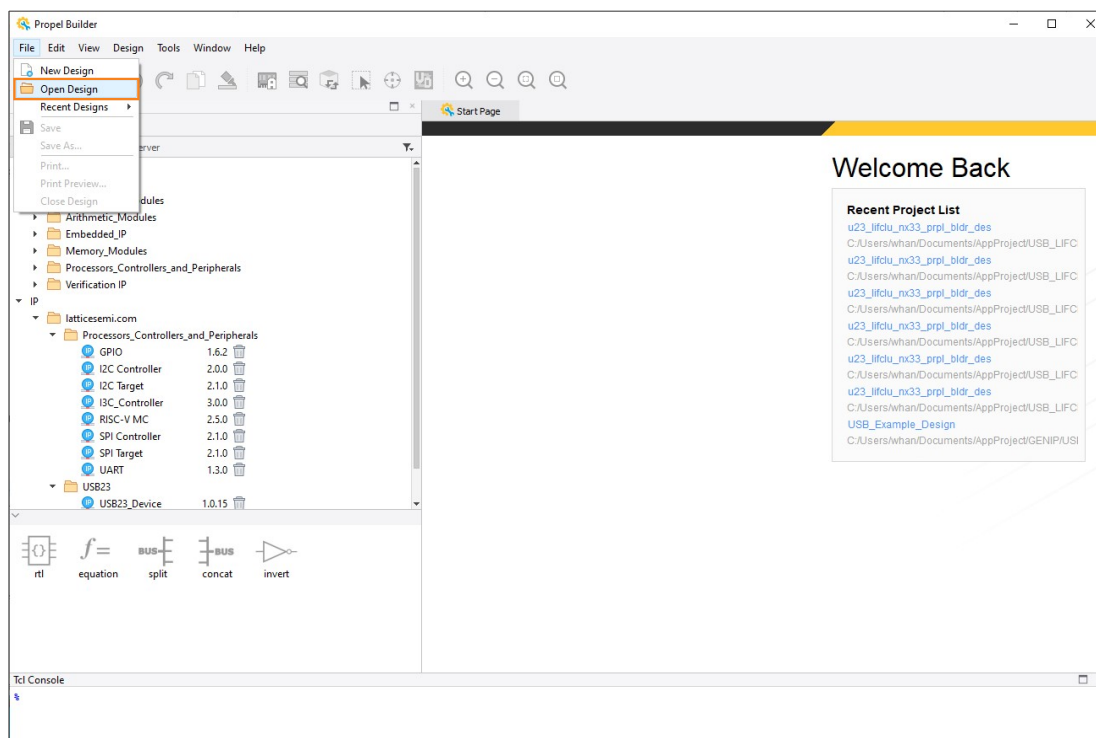 Propel Builder
File Edit View Design Tools Window Help
New Design
Open Design
Recent Designs
Save
Save As...
Print...
Print Preview...
Close Design
Start Page
Arithmetic_Modules
Embedded_IP
Memory_Modules
Processors_Controllers_and_Peripherals
Verification IP
IP
latticesemi.com
Processors_Controllers_and_Peripherals
GPIO 1.6.2
I2C Controller 2.0.0
I2C Target 2.1.0
I3C_Controller 3.0.0
RISC-V MC 2.5.0
SPI Controller 2.1.0
SPI Target 2.1.0
UART 1.3.0
USB23
USB23_Device 1.0.15
BUS BUS
rtl equation split concat invert
Welcome Back
Recent Project List
u23_lifclu_nx33_prpl_bldr_des
C:/Users/whan/Documents/AppProject/USB_LIFC
u23_lifclu_nx33_prpl_bldr_des
C:/Users/whan/Documents/AppProject/USB_LIFC
u23_lifclu_nx33_prpl_bldr_des
C:/Users/whan/Documents/AppProject/USB_LIFC
u23_lifclu_nx33_prpl_bldr_des
C:/Users/whan/Documents/AppProject/USB_LIFC
u23_lifclu_nx33_prpl_bldr_des
C:/Users/whan/Documents/AppProject/USB_LIFC
u23_lifclu_nx33_prpl_bldr_des
C:/Users/whan/Documents/AppProject/USB_LIFC
USB_Example_Design
C:/Users/whan/Documents/AppProject/GENIP/USI
Tcl Console
%